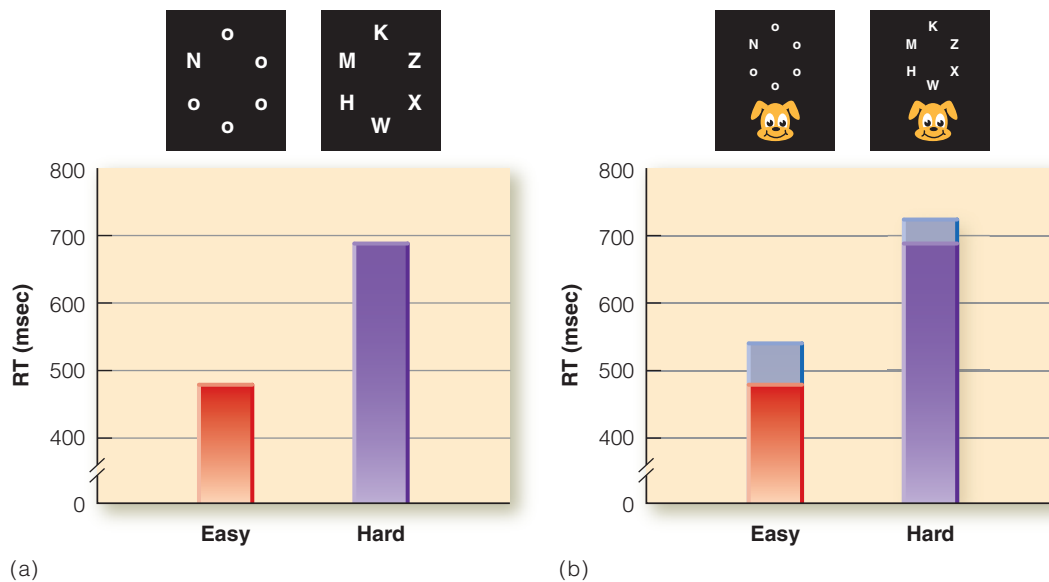 o
N o
o o
o
K
M Z
H X
W
800
700
600
500
400
0
RT (msec)
Easy Hard
(a)
o
N o
o o
o
K
M Z
H X
W
800
700
600
500
400
0
RT (msec)
Easy Hard
(b)